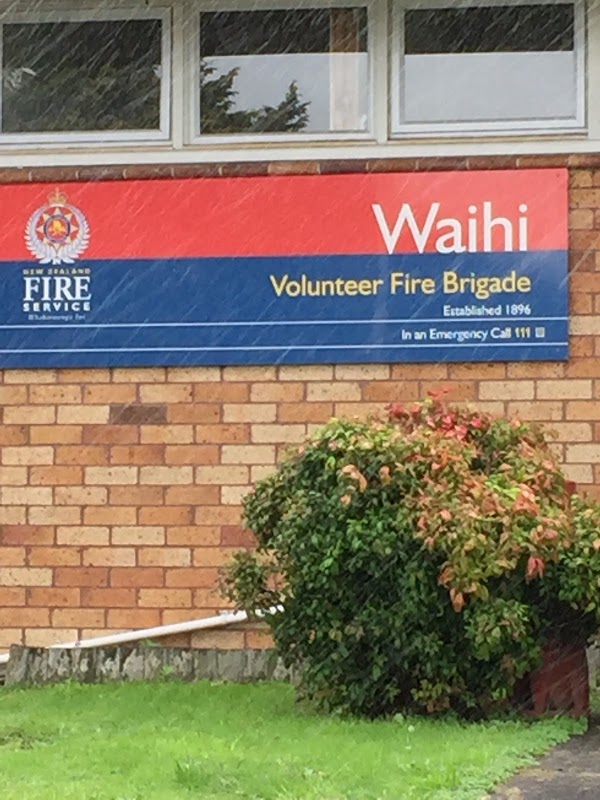 Waihi
Volunteer Fire Brigade
Established 1896
In an Emergency Call 111
NEW ZEALAND
FIRE
SERVICE